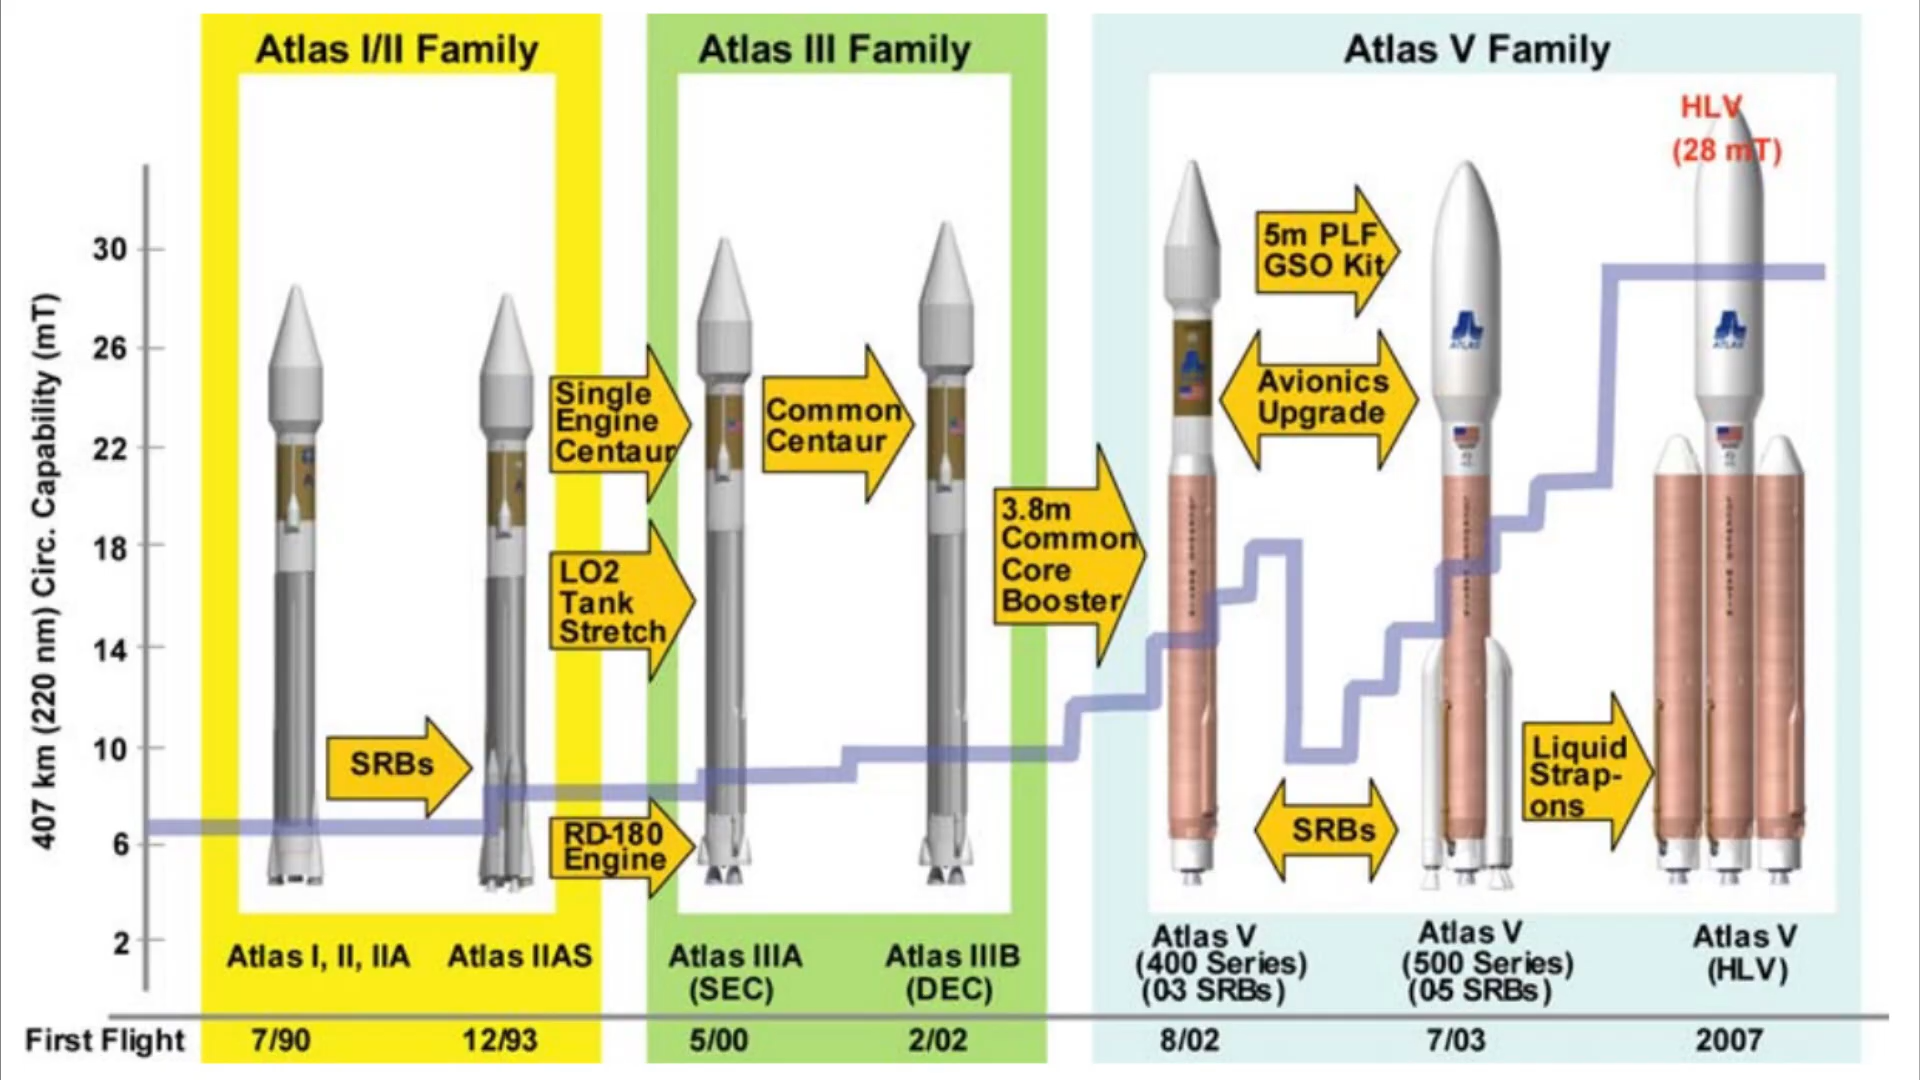 Atlas I/II Family
Atlas III Family
Atlas V Family
HLV
(28 mT)
407 km (220 nm) Circ. Capability (mT)
30
26
22
18
14
10
6
2
SRBs
Single
Engine
Centaur
LO2
Tank
Stretch
RD-180
Engine
Common
Centaur
3.8m
Common
Core
Booster
5m PLF
GSO Kit
Avionics
Upgrade
SRBs
Liquid
Strap-
ons
ATLAS
ATLAS
Atlas I, II, IIA
Atlas IIAS
Atlas IIIA
(SEC)
Atlas IIIB
(DEC)
Atlas V
(400 Series)
(03 SRBs)
Atlas V
(500 Series)
(05 SRBs)
Atlas V
(HLV)
First Flight
7/90
12/93
5/00
2/02
8/02
7/03
2007